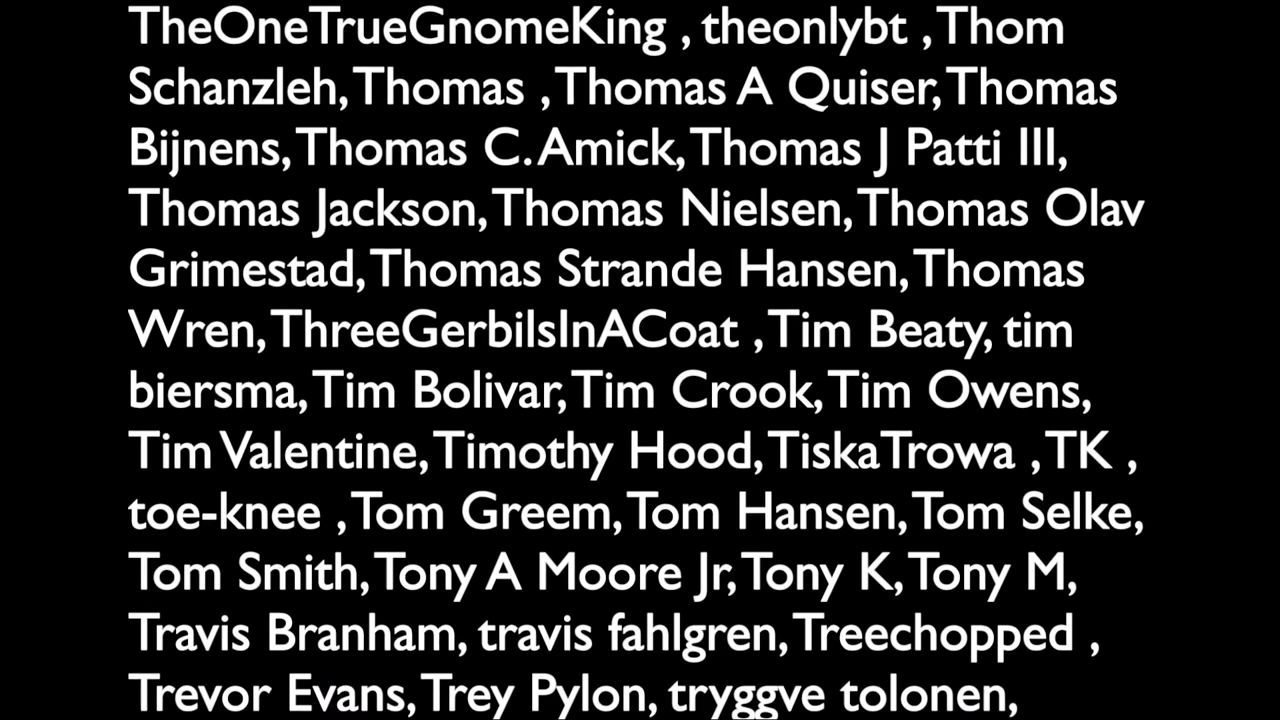 TheOneTrueGnomeKing , theonlybt , Thom
Schanzleh, Thomas , Thomas A Quiser, Thomas
Bijnens, Thomas C. Amick, Thomas J Patti III,
Thomas Jackson, Thomas Nielsen, Thomas Olav
Grimestad, Thomas Strande Hansen, Thomas
Wren, ThreeGerbilsInACoat , Tim Beaty, tim
biersma, Tim Bolivar, Tim Crook, Tim Owens,
Tim Valentine, Timothy Hood, TiskaTrowa , TK ,
toe-knee , Tom Greem, Tom Hansen, Tom Selke,
Tom Smith, Tony A Moore Jr, Tony K, Tony M,
Travis Branham, travis fahlgren, Treechopped ,
Trevor Evans, Trey Pylon, tryggve tolonen,